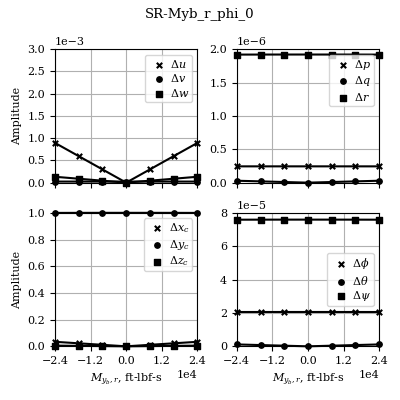 SR-Myb_r_phi_0
1e−3
3.0
2.5
2.0
1.5
1.0
0.5
0.0
Amplitude
Δu
Δv
Δw
1e−6
2.0
1.5
1.0
0.5
0.0
Δp
Δq
Δr
1.0
0.8
0.6
0.4
0.2
0.0
Amplitude
Δx_c
Δy_c
Δz_c
−2.4 −1.2 0.0 1.2 2.4
1e4
M_{y_b,r}, ft-lbf-s
1e−5
8
6
4
2
0
Δϕ
Δθ
Δψ
−2.4 −1.2 0.0 1.2 2.4
1e4
M_{y_b,r}, ft-lbf-s